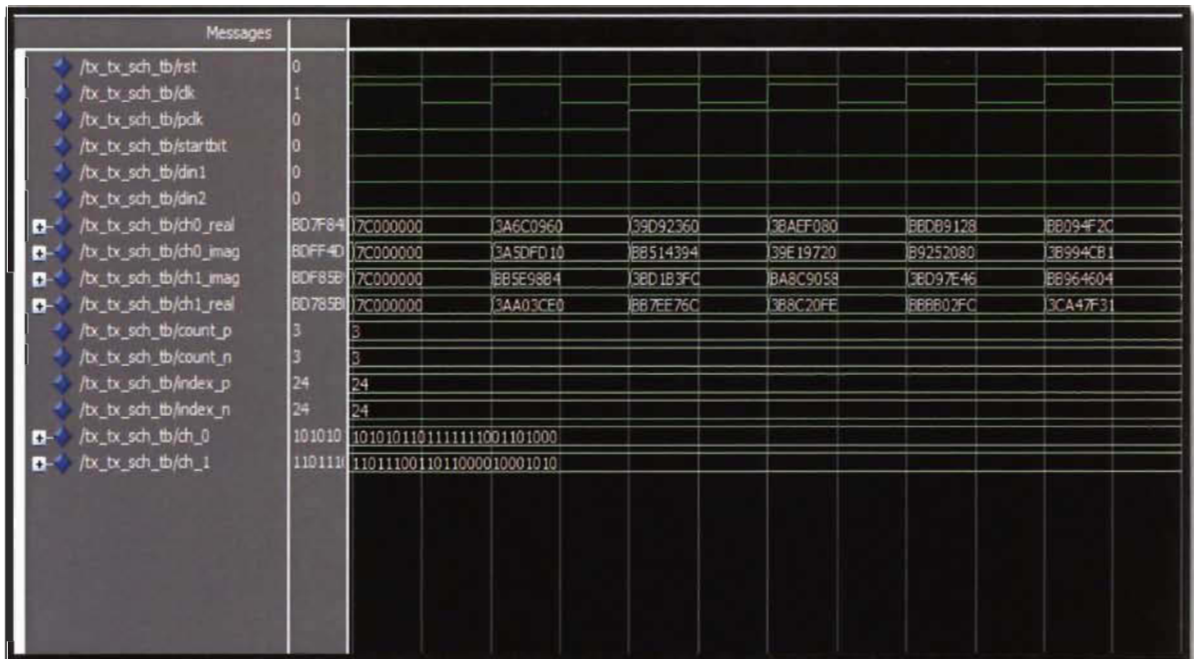 Messages
/tx_tx_sch_tb/rst 0
/tx_tx_sch_tb/clk 1
/tx_tx_sch_tb/pclk 0
/tx_tx_sch_tb/startbit 0
/tx_tx_sch_tb/din1 0
/tx_tx_sch_tb/din2 0
/tx_tx_sch_tb/ch0_real BD7F84 7C000000 3A6C0960 39D92360 3BAEF080 BBDB9128 BB094F2C
/tx_tx_sch_tb/ch0_imag BDFF4D 7C000000 3A5DFD10 BB514394 39E19720 B9252080 3B994CB1
/tx_tx_sch_tb/ch1_imag BDF85B 7C000000 BB5E98B4 3BD1B3FC BA8C9058 3BD97E46 BB964604
/tx_tx_sch_tb/ch1_real BD785B 7C000000 3AA03CE0 BB7EE76C 3B8C20FE BBBB02FC 3CA47F31
/tx_tx_sch_tb/count_p 3 3
/tx_tx_sch_tb/count_n 3 3
/tx_tx_sch_tb/index_p 24 24
/tx_tx_sch_tb/index_n 24 24
/tx_tx_sch_tb/ch_0 101010 101010110111111100110100​0
/tx_tx_sch_tb/ch_1 110111 110111001101100001000101​0